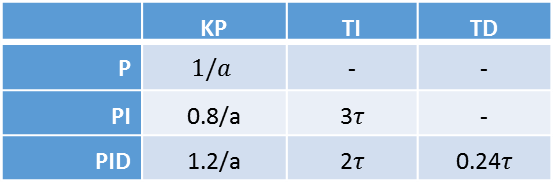 KP TI TD
P 1/a - -
PI 0.8/a 3τ -
PID 1.2/a 2τ 0.24τ